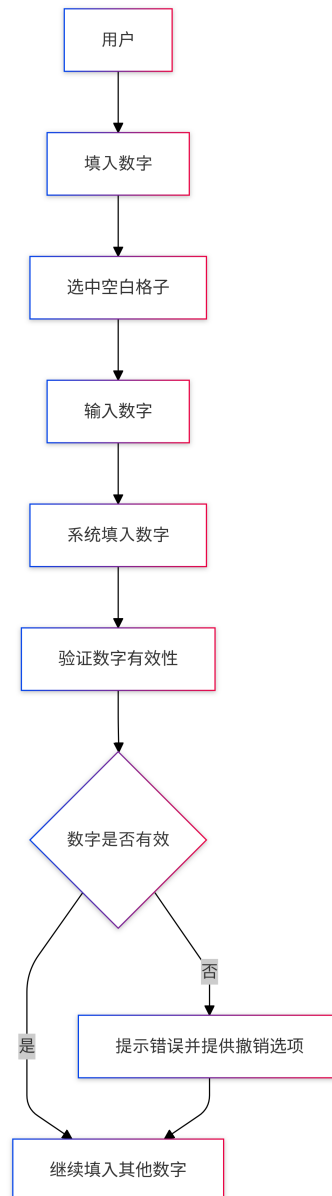 用户
填入数字
选中空白格子
输入数字
系统填入数字
验证数字有效性
数字是否有效
否
是
提示错误并提供撤销选项
继续填入其他数字